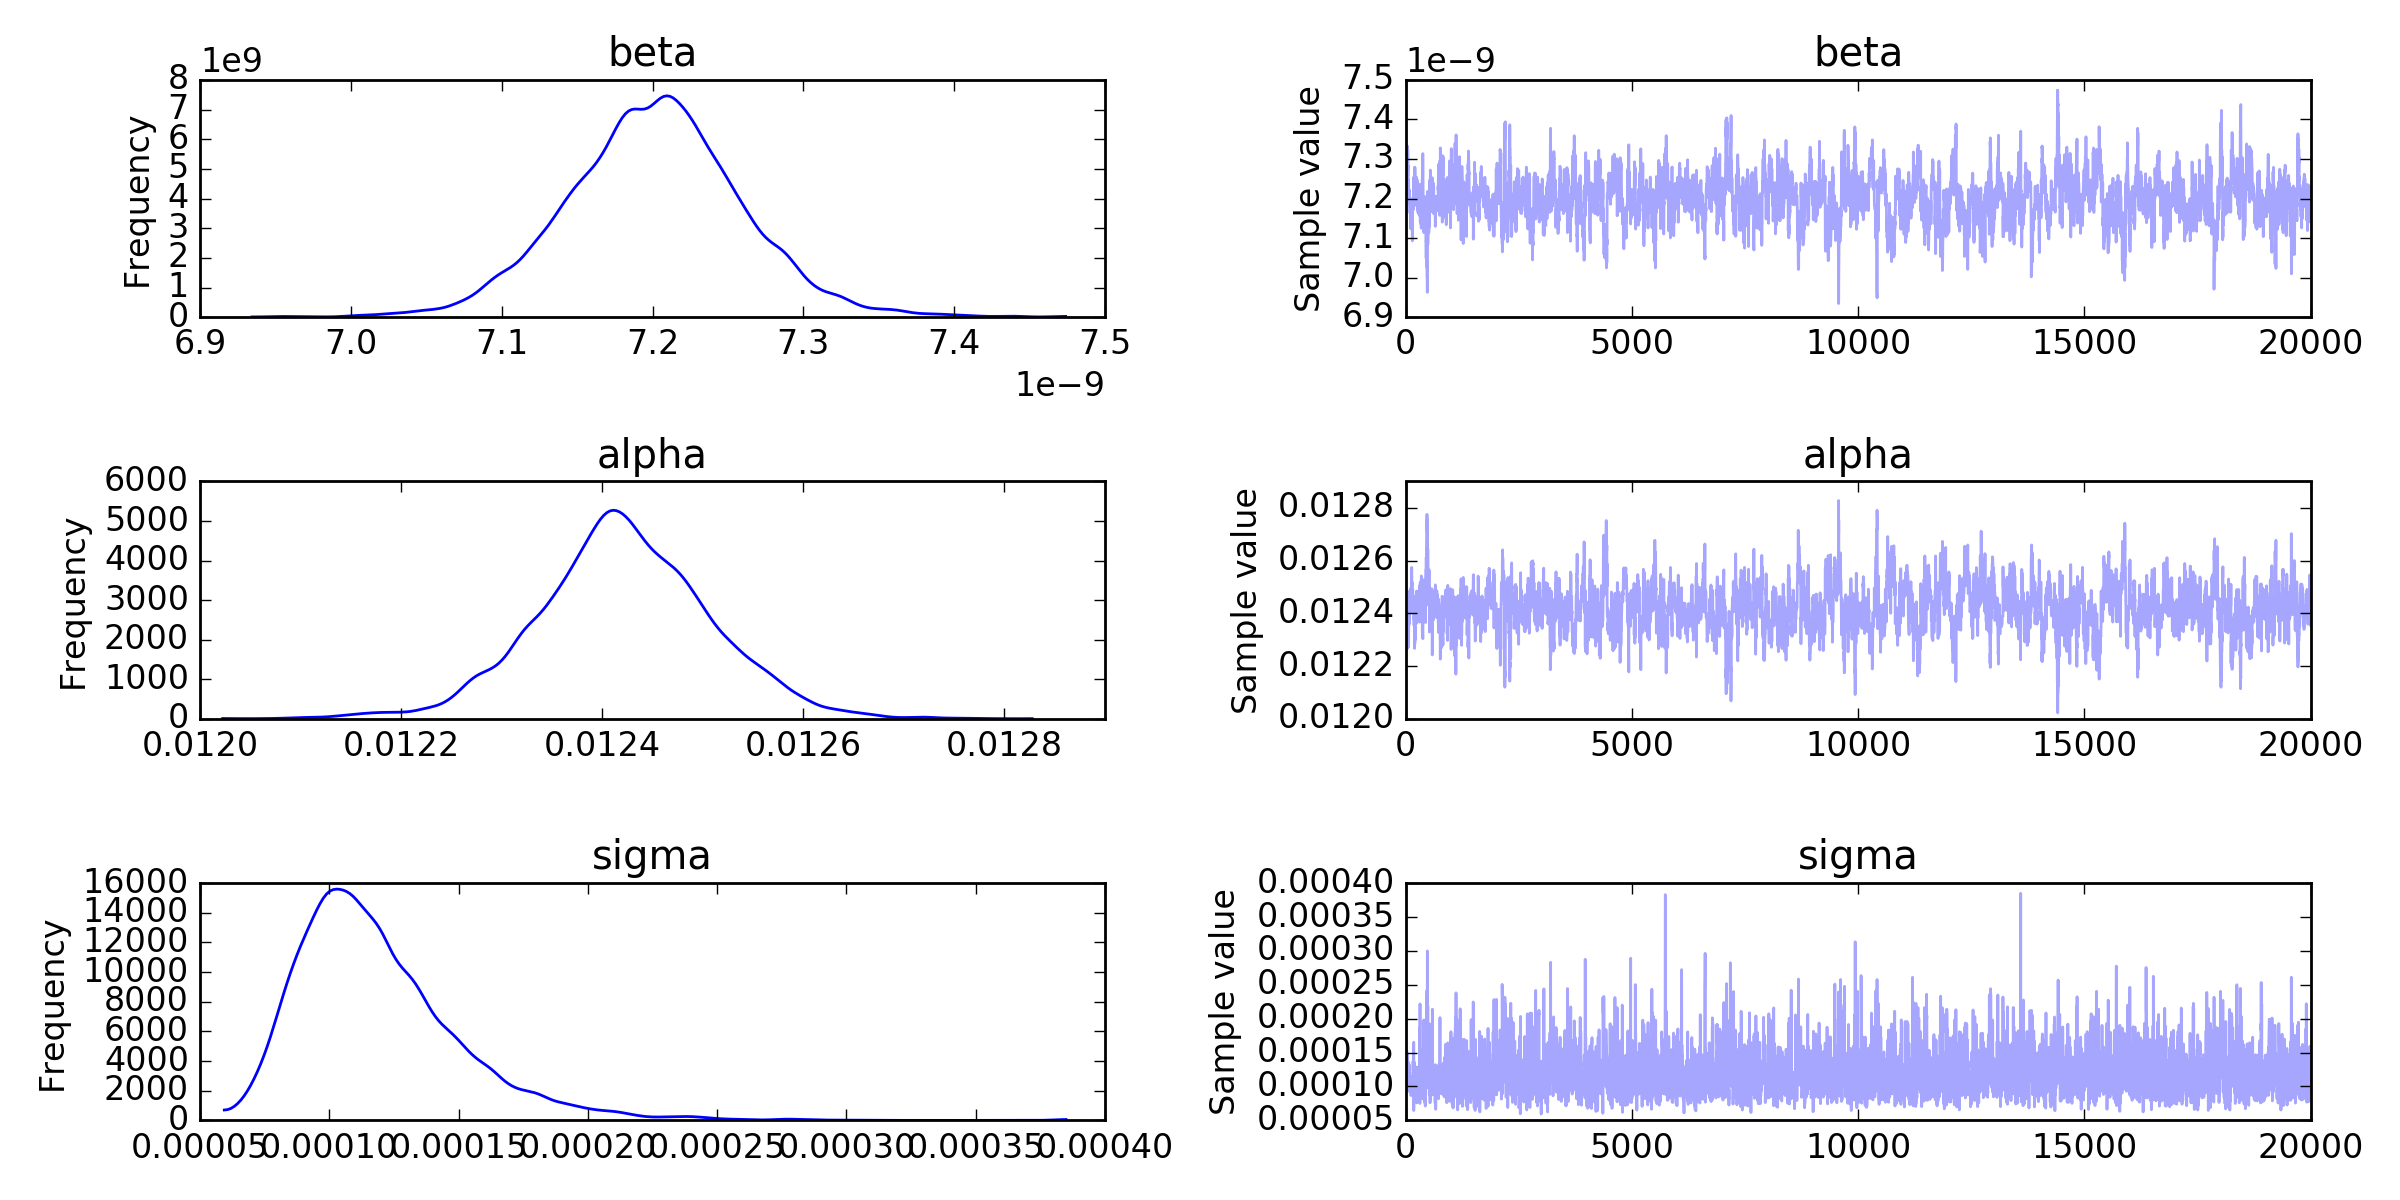 beta
1e9
Frequency
8
7
6
5
4
3
2
1
0
6.9 7.0 7.1 7.2 7.3 7.4 7.5
1e−9
beta
1e−9
Sample value
7.5
7.4
7.3
7.2
7.1
7.0
6.9
0 5000 10000 15000 20000
alpha
Frequency
6000
5000
4000
3000
2000
1000
0
0.0120 0.0122 0.0124 0.0126 0.0128
alpha
Sample value
0.0128
0.0126
0.0124
0.0122
0.0120
0 5000 10000 15000 20000
sigma
Frequency
16000
14000
12000
10000
8000
6000
4000
2000
0
0.00005 0.00010 0.00015 0.00020 0.00025 0.00030 0.00035 0.00040
sigma
Sample value
0.00040
0.00035
0.00030
0.00025
0.00020
0.00015
0.00010
0.00005
0 5000 10000 15000 20000